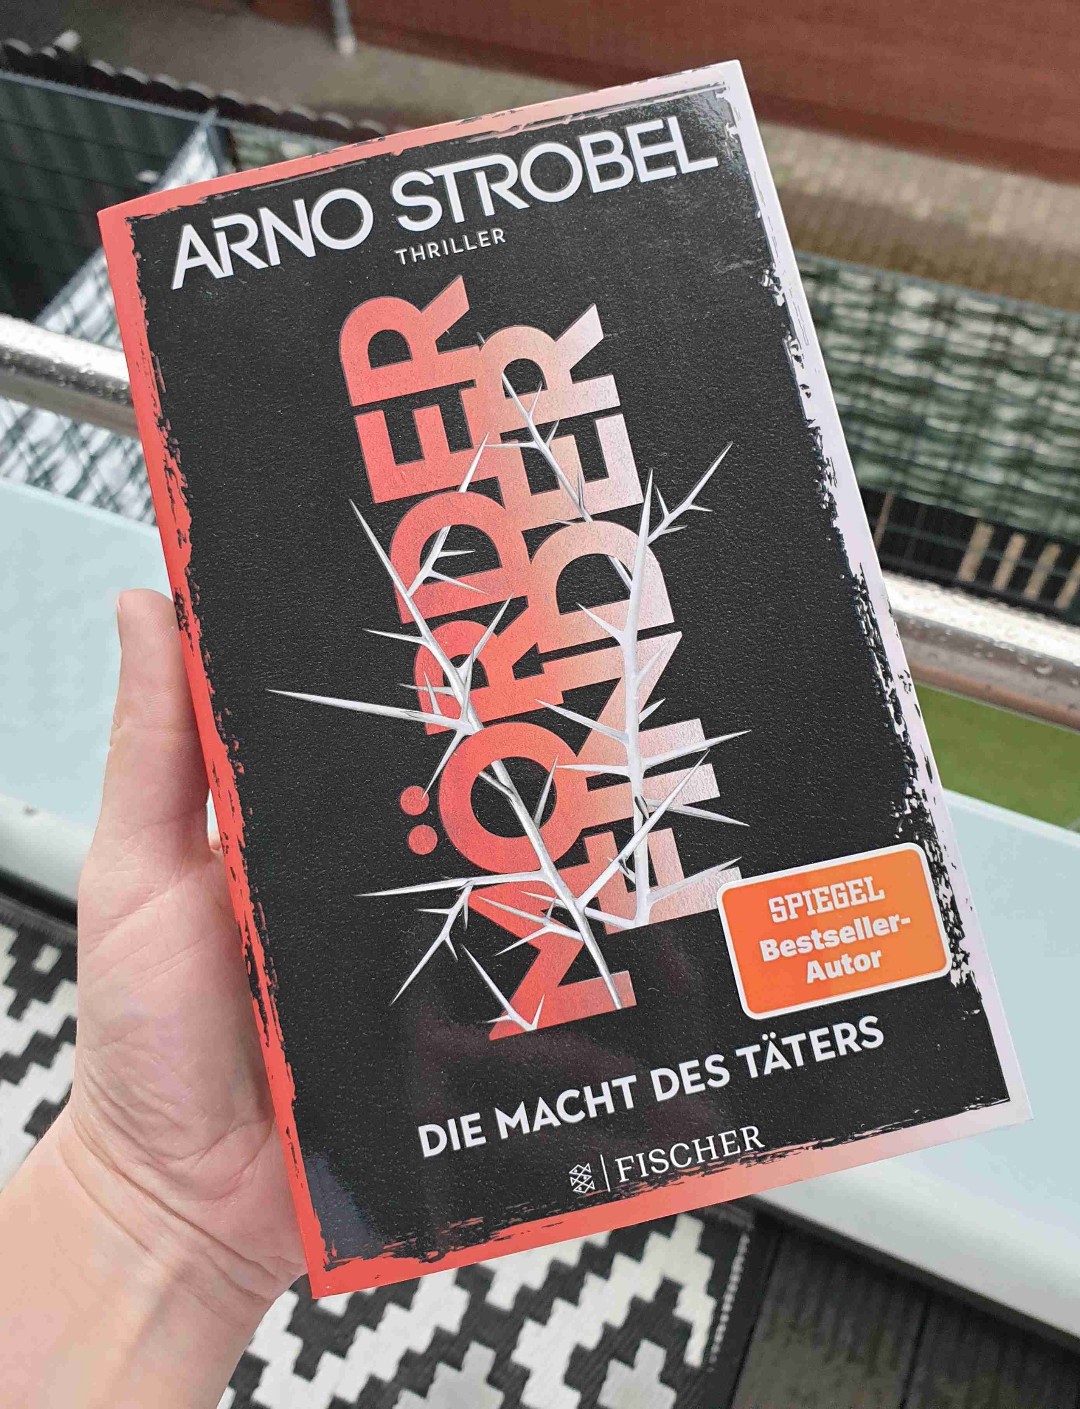 ARNO STROBEL
THRILLER
MÖRDER
FINDER
SPIEGEL
Bestseller-
Autor
DIE MACHT DES TÄTERS
FISCHER